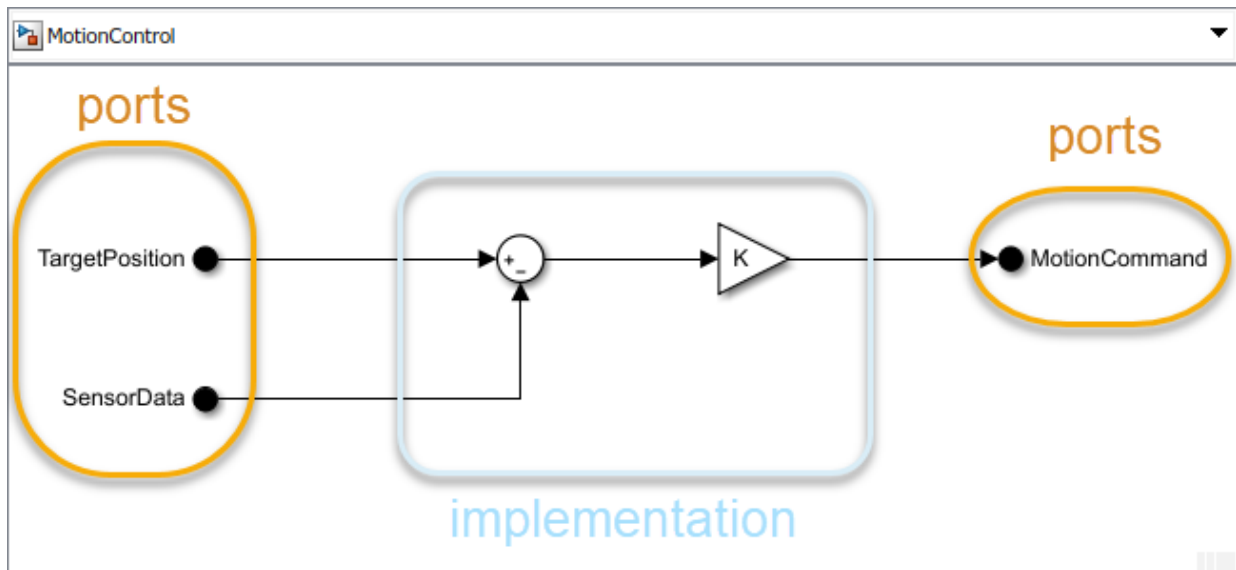 MotionControl
ports
ports
TargetPosition
+
−
K
MotionCommand
SensorData
implementation